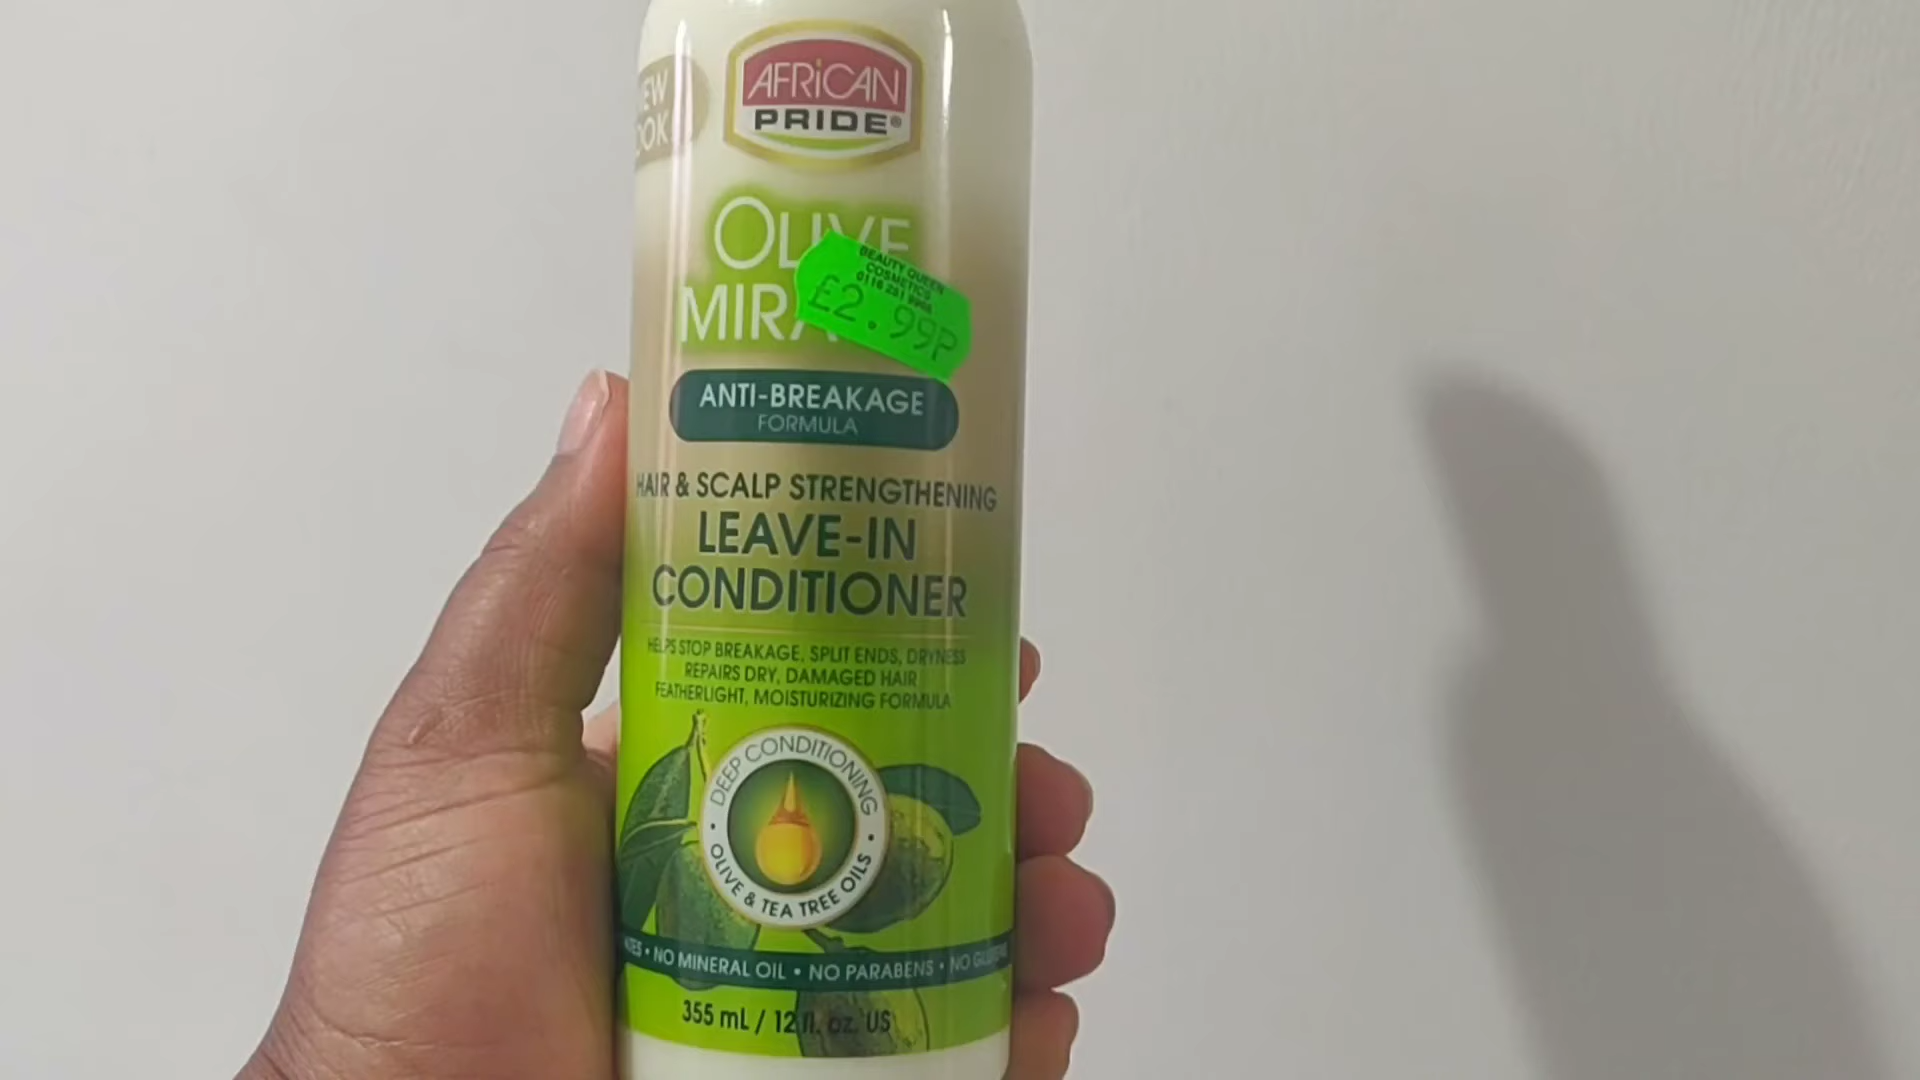 AFRiCAN
PRIDE®
OLIVE
BEAUTY QUEEN
COSMETICS
£2.99P
ANTI-BREAKAGE
FORMULA
HAIR & SCALP STRENGTHENING
LEAVE-IN
CONDITIONER
HELPS STOP BREAKAGE, SPLIT ENDS, DRYNESS
REPAIRS DRY, DAMAGED HAIR
FEATHERLIGHT, MOISTURIZING FORMULA
DEEP CONDITIONING
• OLIVE & TEA TREE OILS •
• NO MINERAL OIL • NO PARABENS • NO
355 mL / 12 fl. oz. US